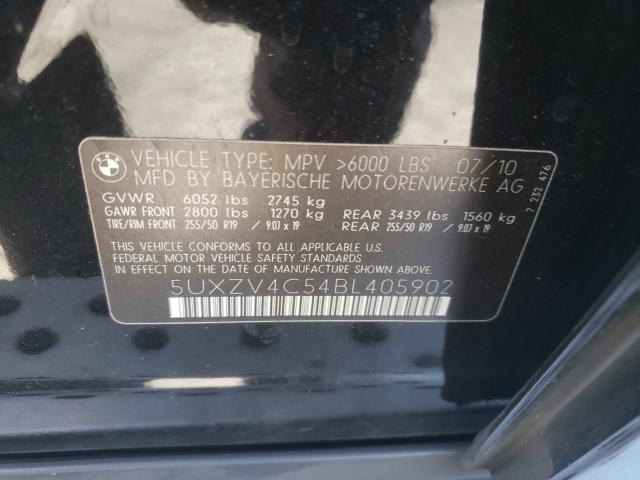 BMW
VEHICLE TYPE: MPV >6000 LBS 07/10
MFD BY BAYERISCHE MOTORENWERKE AG
GVWR 6052 lbs 2745 kg
GAWR FRONT 2800 lbs 1270 kg REAR 3439 lbs 1560 kg
TIRE/RIM FRONT 255/50 R19 / 9.07 x 19 REAR 255/50 R19 / 9.07 x 19
THIS VEHICLE CONFORMS TO ALL APPLICABLE U.S.
FEDERAL MOTOR VEHICLE SAFETY STANDARDS
IN EFFECT ON THE DATE OF MANUFACTURE SHOWN ABOVE.
5UXZV4C54BL405902
7 232 476